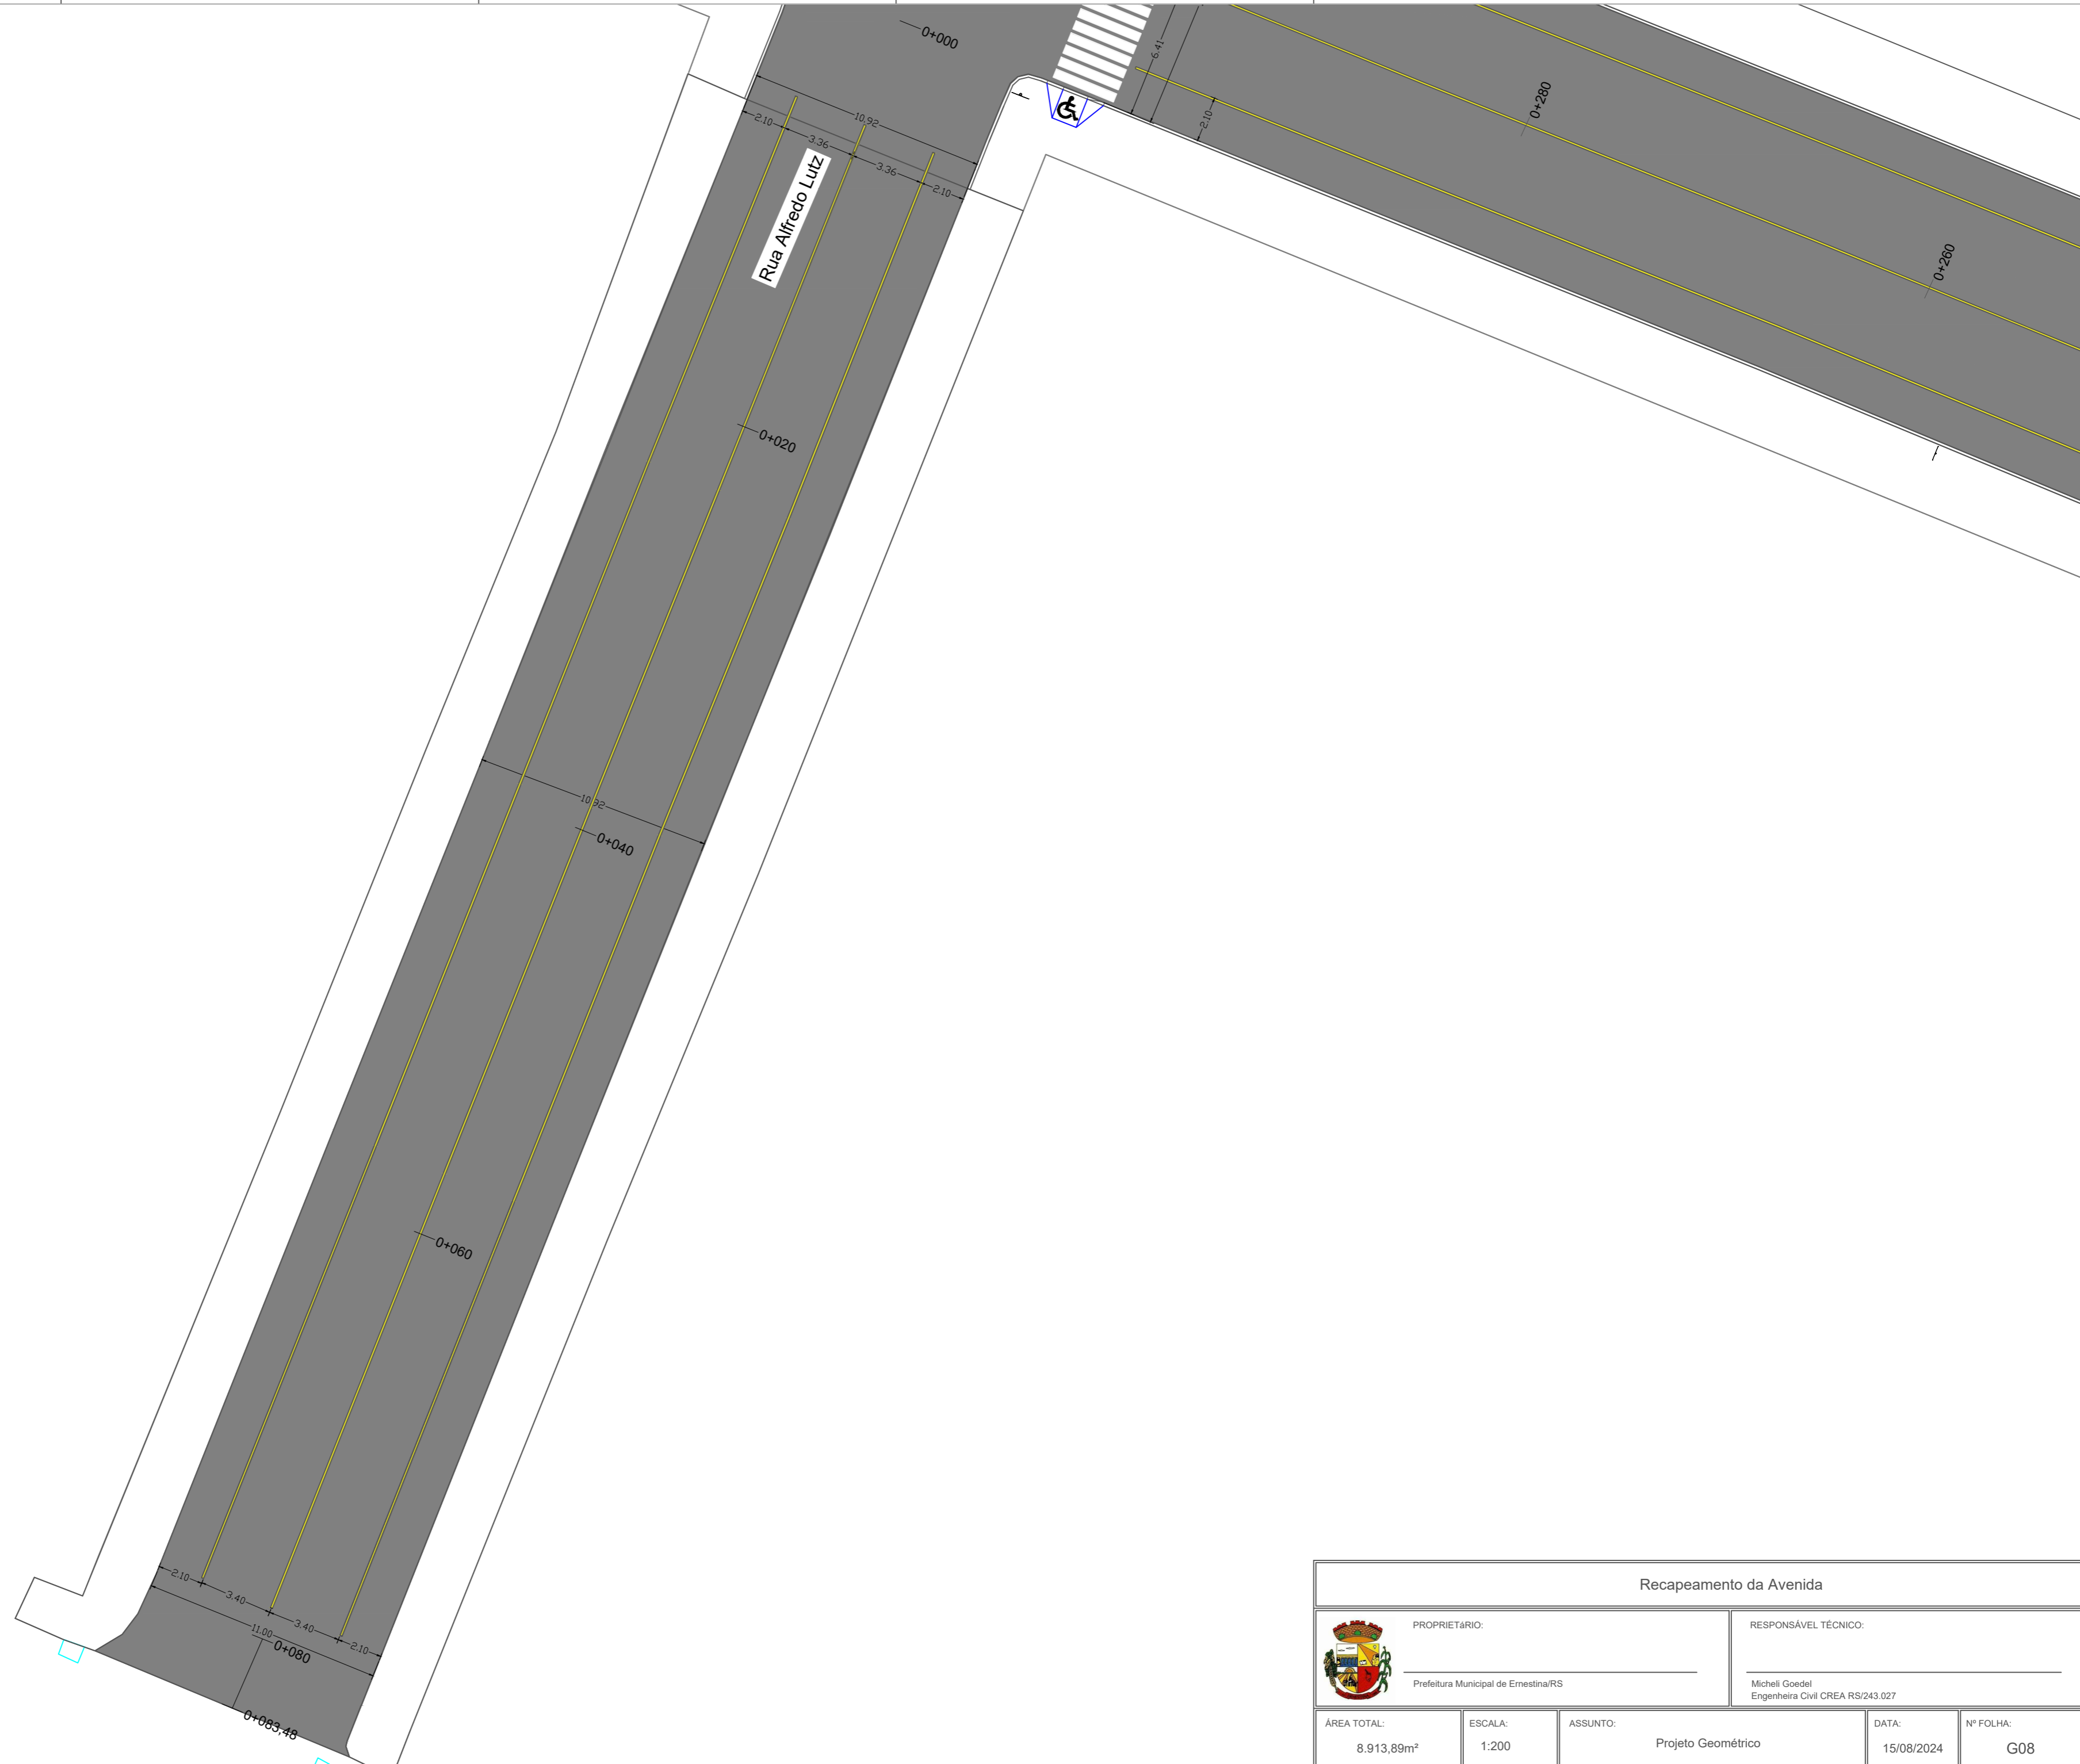 0+000
6.41
0+280
2.10
10.92
2.10
3.36
3.36
2.10
Rua Alfredo Lutz
0+260
0+020
10.92
0+040
0+060
2.10
3.40
3.40
2.10
11.00
0+080
0+083,48
Recapeamento da Avenida
PROPRIETáRIO:
RESPONSÁVEL TÉCNICO:
Prefeitura Municipal de Ernestina/RS
Micheli Goedel
Engenheira Civil CREA RS/243.027
ÁREA TOTAL:
ESCALA:
ASSUNTO:
DATA:
Nº FOLHA:
8.913,89m²
1:200
Projeto Geométrico
15/08/2024
G08